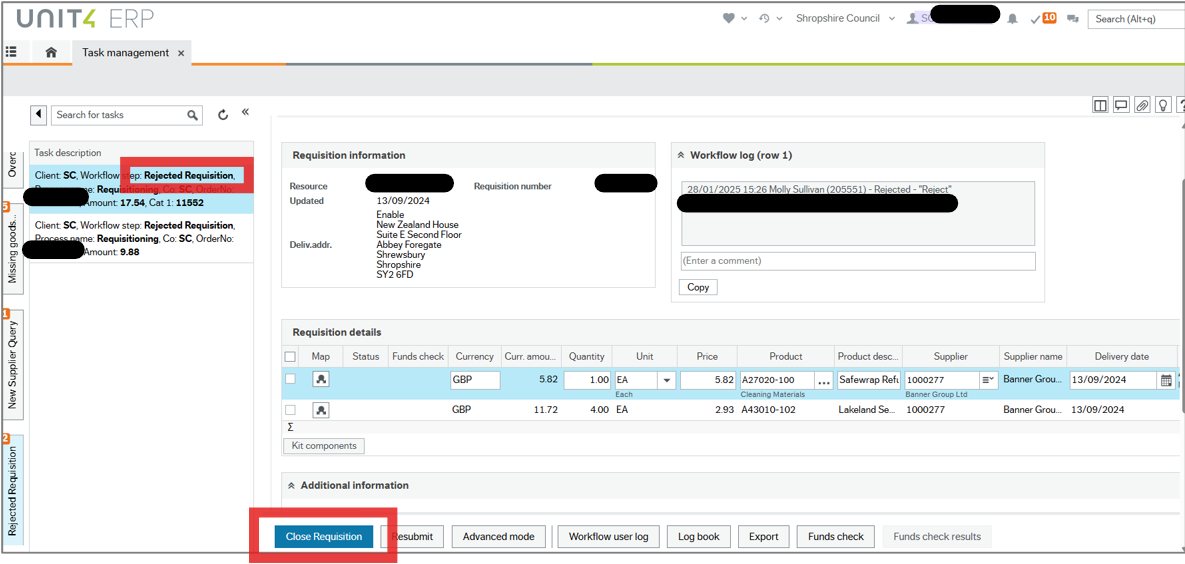 UNIT4 ERP
Shropshire Council
10
Search (Alt+q)
Task management ×
Search for tasks
Task description
Client: SC, Workflow step: Rejected Requisition,
Process name: Requisitioning, Co: SC, OrderNo:
Amount: 17.54, Cat 1: 11552
Client: SC, Workflow step: Rejected Requisition,
Process name: Requisitioning, Co: SC, OrderNo:
Amount: 9.88
5
Missing goods...
1
New Supplier Query
2
Rejected Requisition
Requisition information
Resource
Requisition number
Updated 13/09/2024
Deliv.addr.
Enable
New Zealand House
Suite E Second Floor
Abbey Foregate
Shrewsbury
Shropshire
SY2 6FD
Workflow log (row 1)
28/01/2025 15:26 Molly Sullivan (205551) - Rejected - "Reject"
(Enter a comment)
Copy
Requisition details
Map Status Funds check Currency Curr. amou... Quantity Unit Price Product Product desc... Supplier Supplier name Delivery date
GBP 5.82 1.00 EA 5.82 A27020-100 ... Safewrap Refu 1000277 Banner Grou... 13/09/2024
Each Cleaning Materials Banner Group Ltd
GBP 11.72 4.00 EA 2.93 A43010-102 Lakeland Se... 1000277 Banner Grou... 13/09/2024
Σ
Kit components
Additional information
Close Requisition Resubmit Advanced mode Workflow user log Log book Export Funds check Funds check results